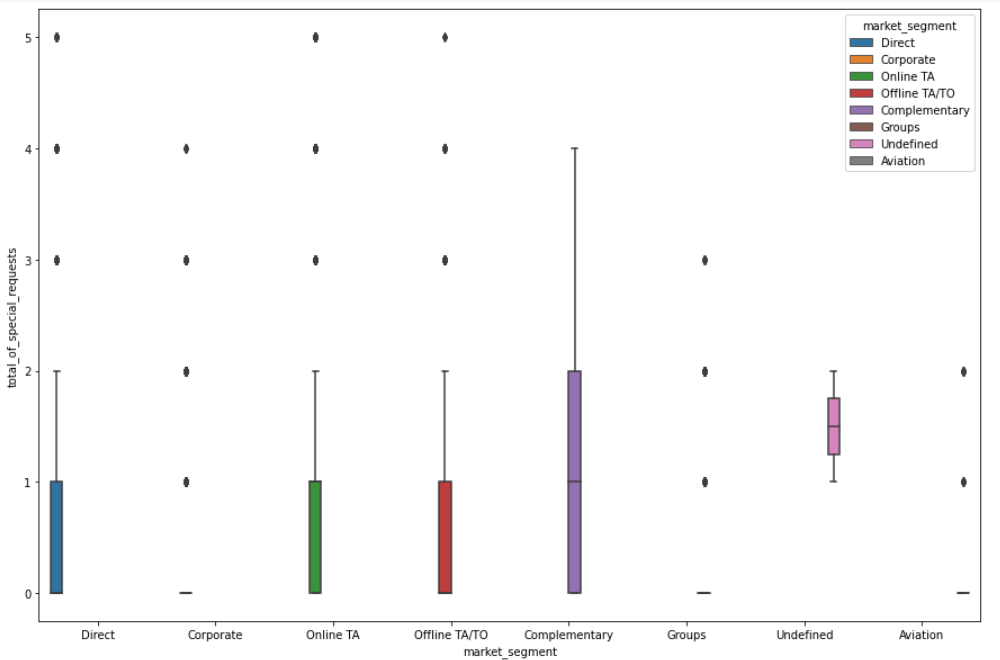 market_segment
Direct
Corporate
Online TA
Offline TA/TO
Complementary
Groups
Undefined
Aviation
5
4
3
2
1
0
total_of_special_requests
Direct Corporate Online TA Offline TA/TO Complementary Groups Undefined Aviation
market_segment